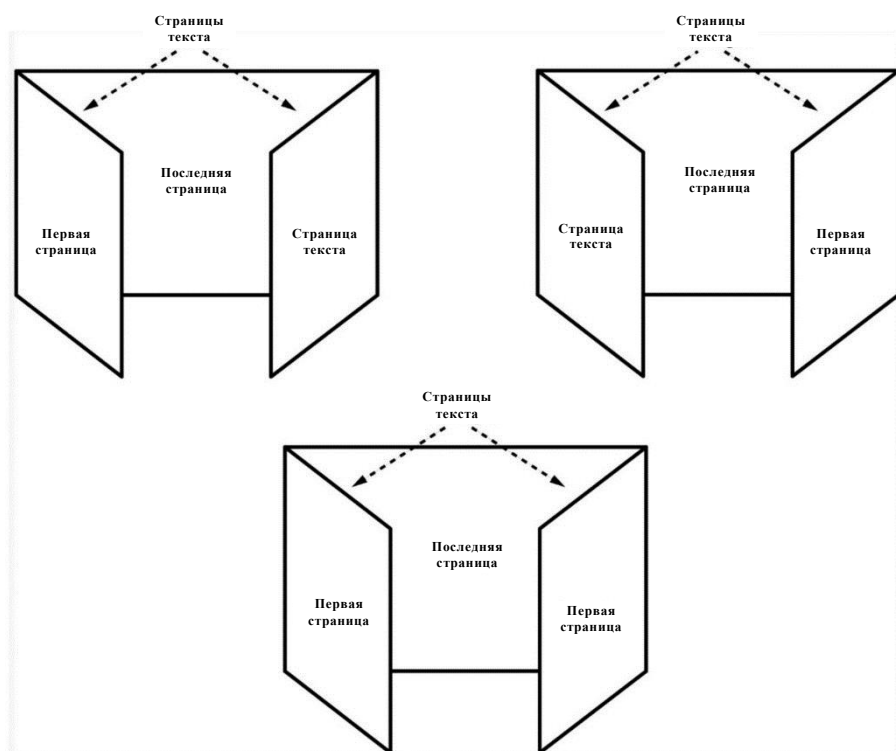 Страницы
текста
Последняя
страница
Первая
страница
Страница
текста
Страницы
текста
Последняя
страница
Страница
текста
Первая
страница
Страницы
текста
Последняя
страница
Первая
страница
Первая
страница